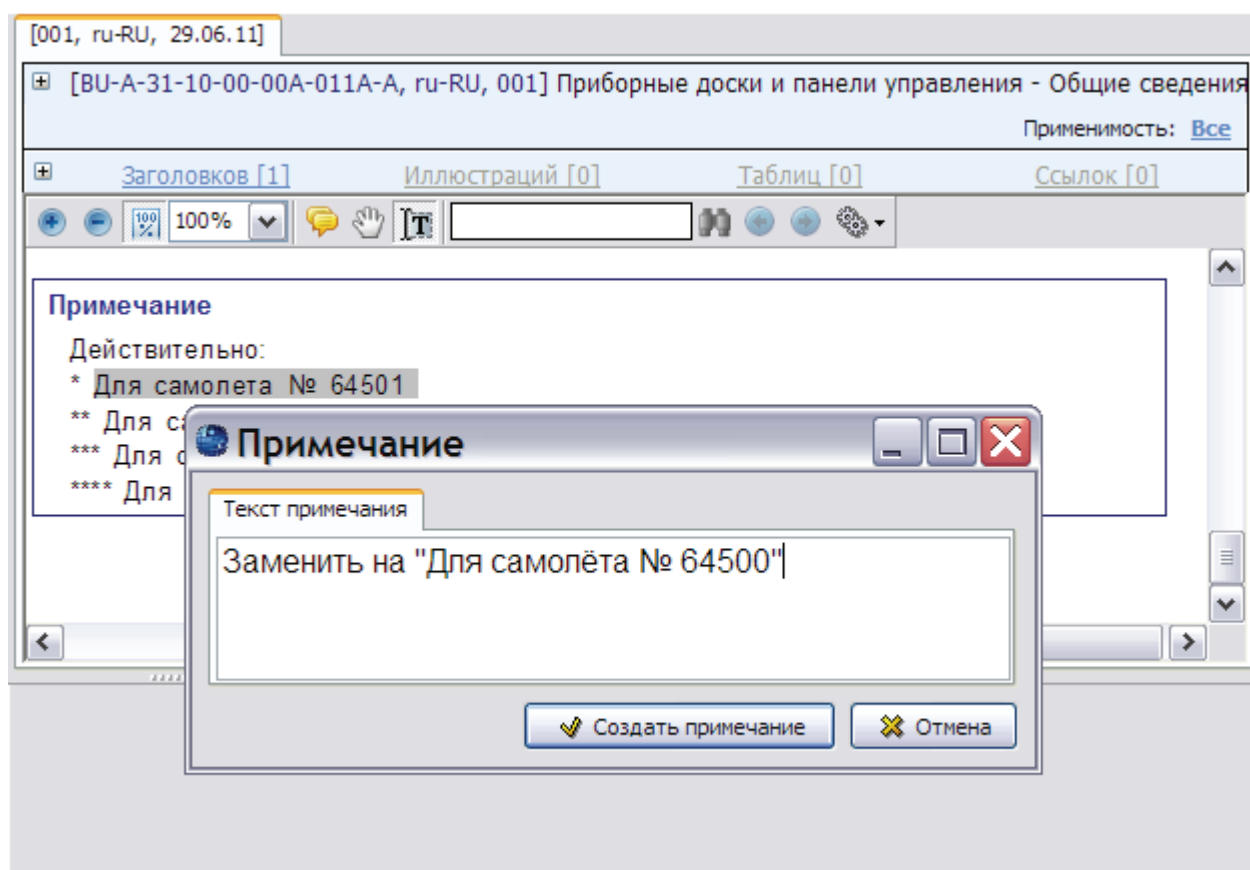 [001, ru-RU, 29.06.11]
[BU-A-31-10-00-00A-011A-A, ru-RU, 001] Приборные доски и панели управления - Общие сведения
Применимость: Все
Заголовков [1] Иллюстраций [0] Таблиц [0] Ссылок [0]
100% 100%
Примечание
Действительно:
* Для самолета № 64501
** Для
*** Для
**** Для
Примечание
Текст примечания
Заменить на "Для самолёта № 64500"
Создать примечание Отмена